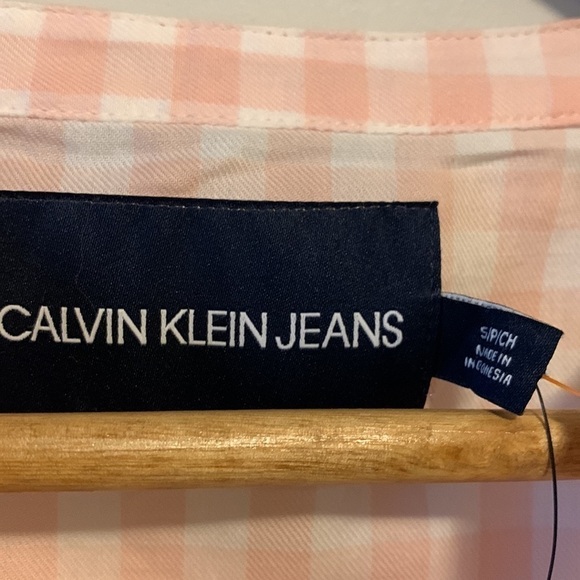 CALVIN KLEIN JEANS
S/P/CH
MADE IN
INDONESIA